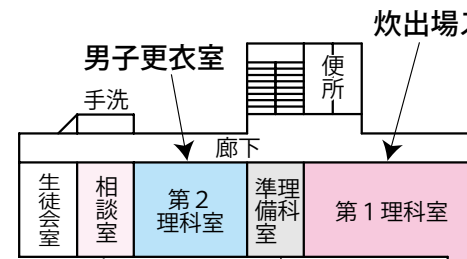 炊出場ス
男子更衣室
便所
手洗
廊下
生徒会室
相談室
第２
理科室
理科
準備室
第１理科室